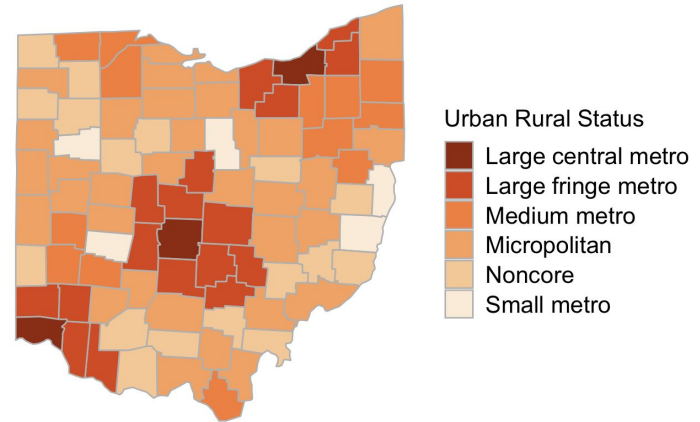 Urban Rural Status
Large central metro
Large fringe metro
Medium metro
Micropolitan
Noncore
Small metro